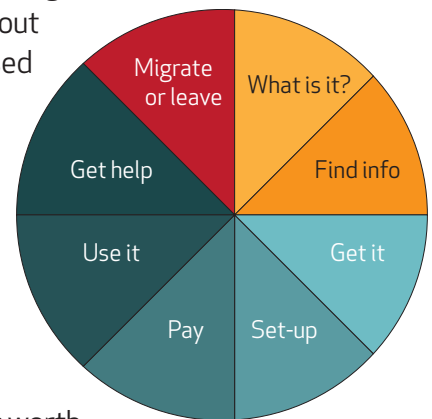 out
ed
Migrate
or leave
What is it?
Get help
Find info
Use it
Get it
Pay
Set-up
worth